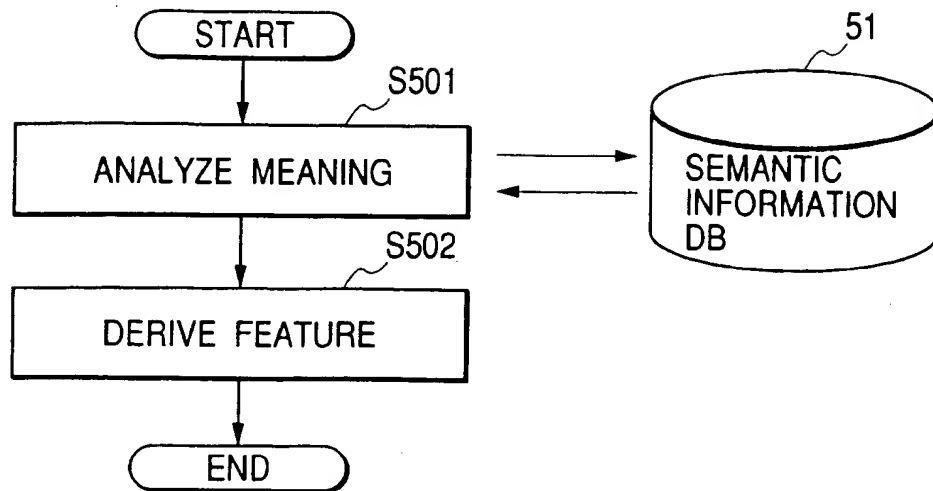 START
S501
ANALYZE MEANING
51
SEMANTIC
INFORMATION
DB
S502
DERIVE FEATURE
END